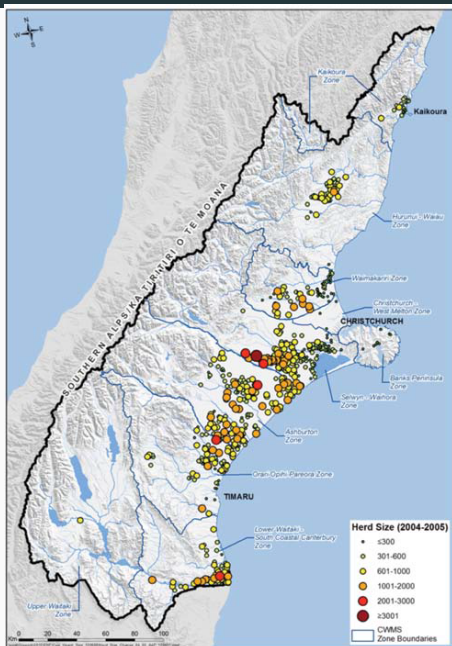 N
W
E
S
Kaikoura
Zone
Kaikoura
SOUTHERN ALPS/KA TIRITIRI O TE MOANA
Hurunui - Waiau
Zone
Waimakariri Zone
Christchurch -
West Melton Zone
CHRISTCHURCH
Banks Peninsula
Zone
Selwyn - Waihora
Zone
Ashburton
Zone
Orari-Opihi-Pareora Zone
TIMARU
Lower Waitaki -
South Coastal Canterbury
Zone
Upper Waitaki
Zone
Herd Size (2004-2005)
≤300
301-600
601-1000
1001-2000
2001-3000
≥3001
CWMS
Zone Boundaries
Km
20
40
60
80
100